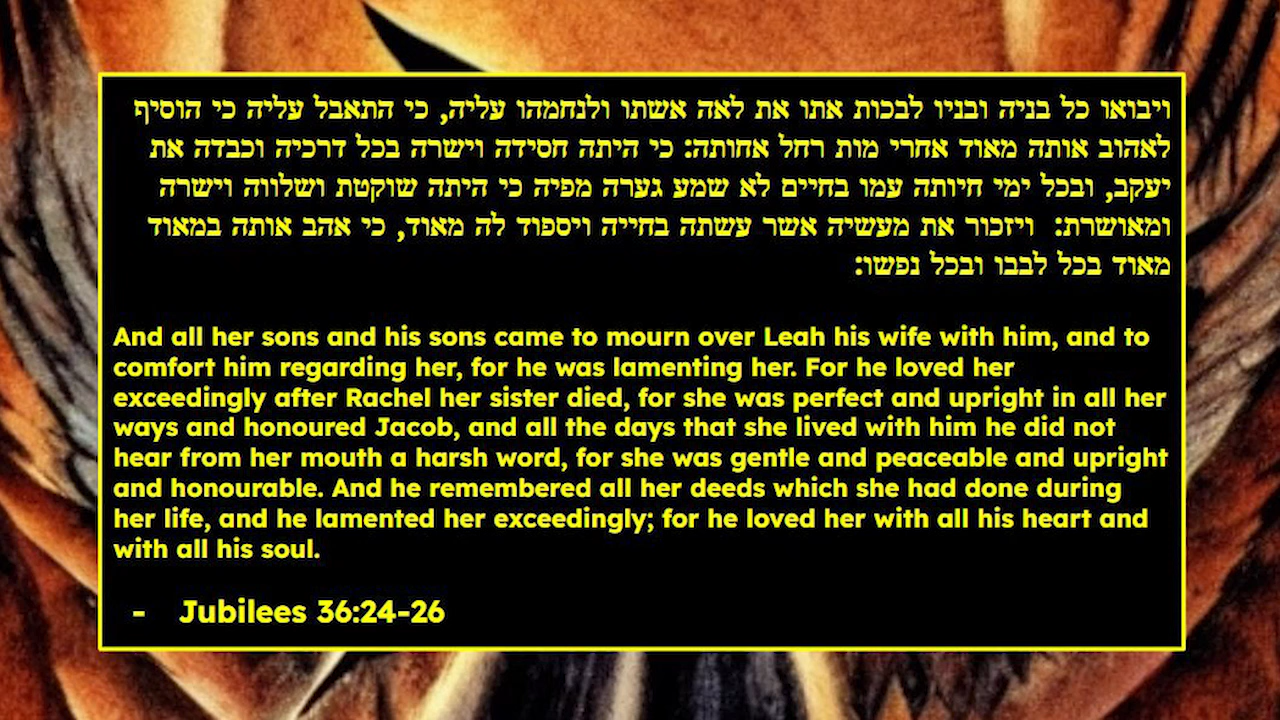 ויבואו כל בניה ובניו לבכות אתו את לאה אשתו ולנחמהו עליה, כי התאבל עליה כי הוסיף
לאהוב אותה מאוד אחרי מות רחל אחותה: כי היתה חסידה וישרה בכל דרכיה וכבדה את
יעקב, ובכל ימי חיותה עמו בחיים לא שמע גערה מפיה כי היתה שוקטת ושלווה וישרה
ומאושרת: ויזכור את מעשיה אשר עשתה בחייה ויספוד לה מאוד, כי אהב אותה במאוד
מאוד בכל לבבו ובכל נפשו:
And all her sons and his sons came to mourn over Leah his wife with him, and to
comfort him regarding her, for he was lamenting her. For he loved her
exceedingly after Rachel her sister died, for she was perfect and upright in all her
ways and honoured Jacob, and all the days that she lived with him he did not
hear from her mouth a harsh word, for she was gentle and peaceable and upright
and honourable. And he remembered all her deeds which she had done during
her life, and he lamented her exceedingly; for he loved her with all his heart and
with all his soul.
- Jubilees 36:24-26